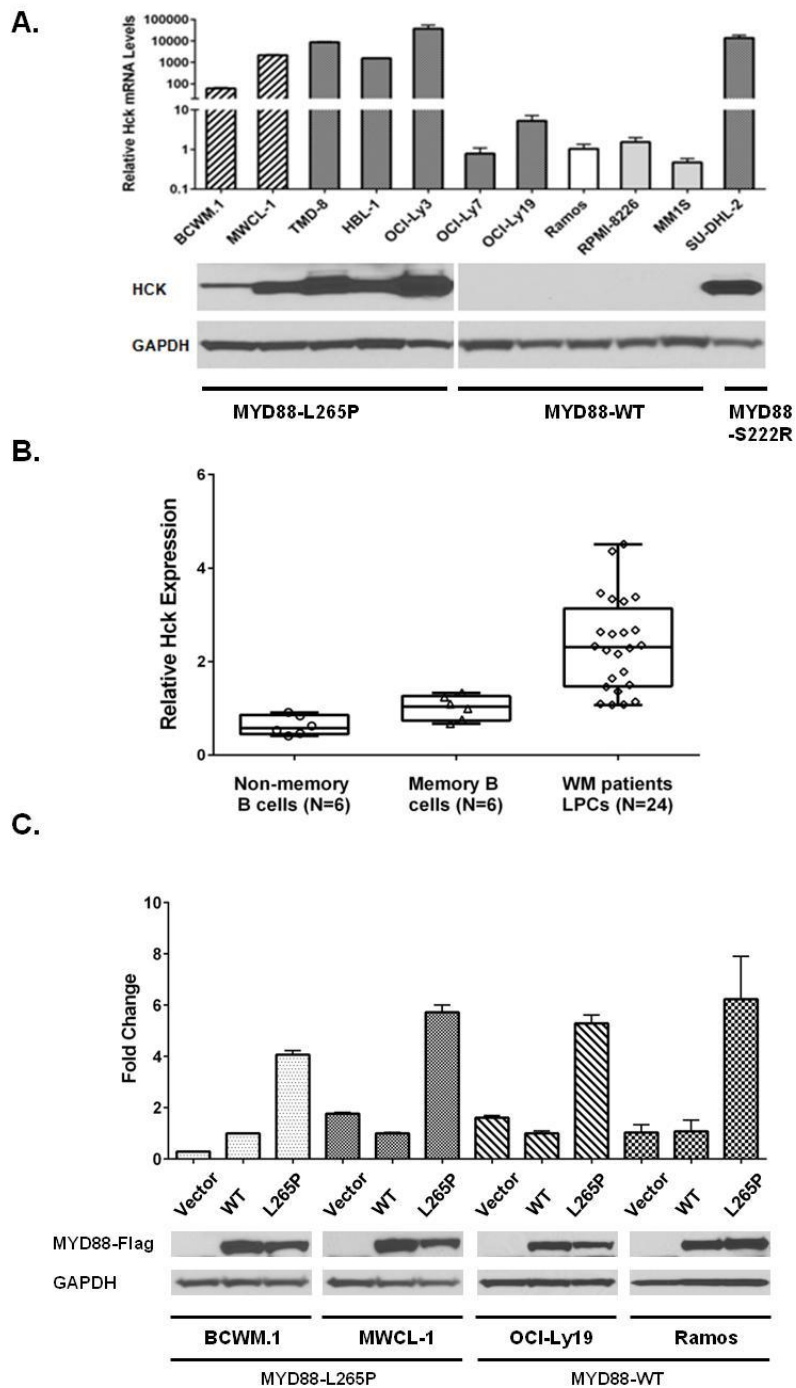 A.
Relative Hck mRNA Levels
100000
10000
1000
100
10
1
0.1
BCWM.1
MWCL-1
TMD-8
HBL-1
OCI-Ly3
OCI-Ly7
OCI-Ly19
Ramos
RPMI-8226
MM1S
SU-DHL-2
HCK
GAPDH
MYD88-L265P
MYD88-WT
MYD88
-S222R
B.
Relative Hck Expression
6
4
2
0
Non-memory
B cells (N=6)
Memory B
cells (N=6)
WM patients
LPCs (N=24)
C.
Fold Change
10
8
6
4
2
0
Vector
WT
L265P
Vector
WT
L265P
Vector
WT
L265P
Vector
WT
L265P
MYD88-Flag
GAPDH
BCWM.1
MWCL-1
OCI-Ly19
Ramos
MYD88-L265P
MYD88-WT